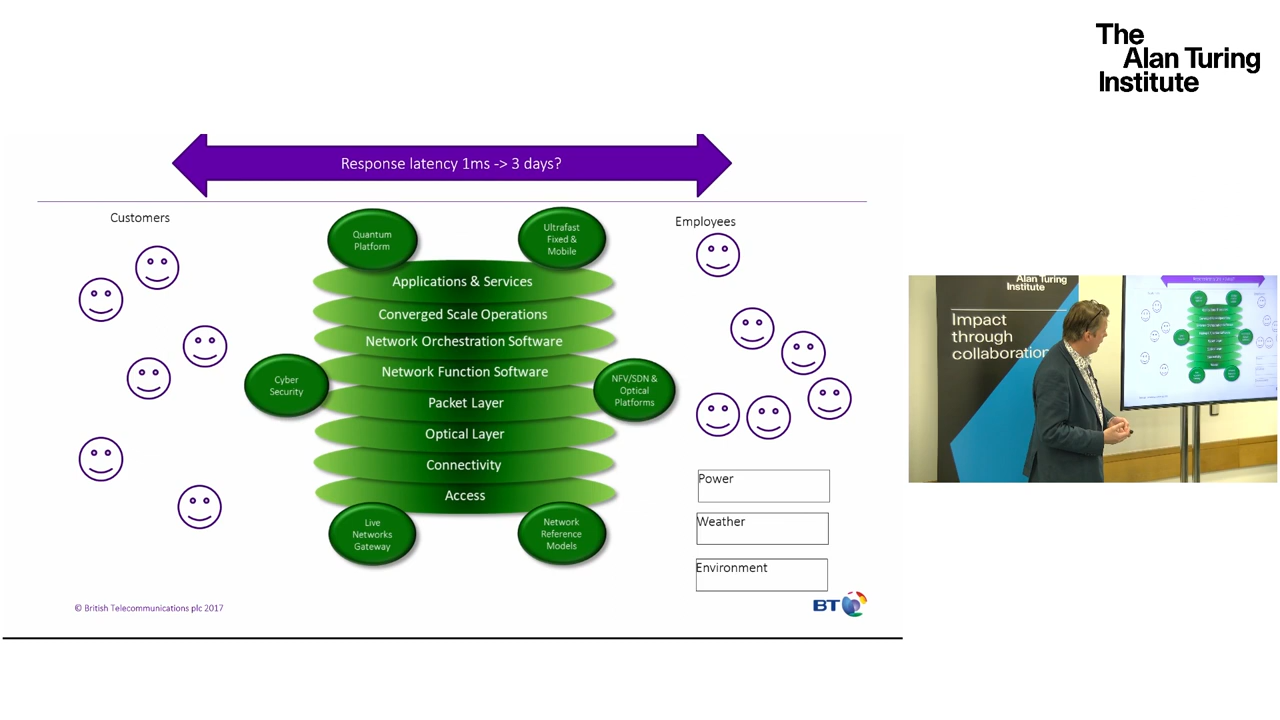 The
Alan Turing
Institute
Response latency 1ms -> 3 days?
Customers
Employees
Quantum
Platform
Ultrafast
Fixed &
Mobile
Applications & Services
Converged Scale Operations
Network Orchestration Software
Network Function Software
Packet Layer
Optical Layer
Connectivity
Access
Cyber
Security
NFV/SDN &
Optical
Platforms
Live
Networks
Gateway
Network
Reference
Models
Power
Weather
Environment
© British Telecommunications plc 2017
BT
Alan Turing
Institute
Impact
through
collaboration